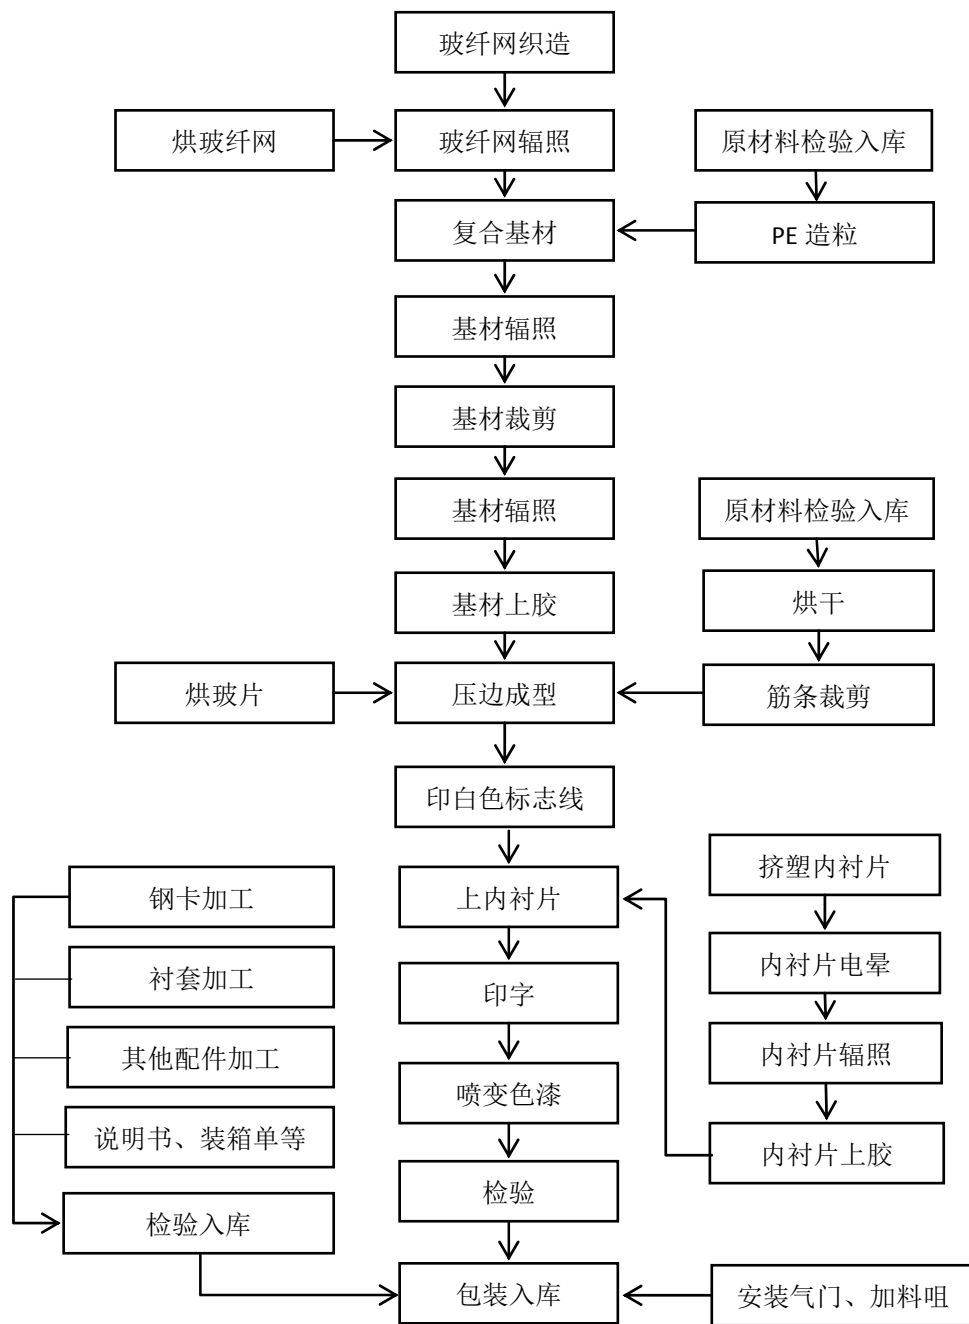 玻纤网织造
烘玻纤网
玻纤网辐照
原材料检验入库
复合基材
PE 造粒
基材辐照
基材裁剪
基材辐照
原材料检验入库
基材上胶
烘干
烘玻片
压边成型
筋条裁剪
印白色标志线
挤塑内衬片
钢卡加工
上内衬片
衬套加工
印字
内衬片电晕
其他配件加工
内衬片辐照
喷变色漆
说明书、装箱单等
内衬片上胶
检验
检验入库
包装入库
安装气门、加料咀